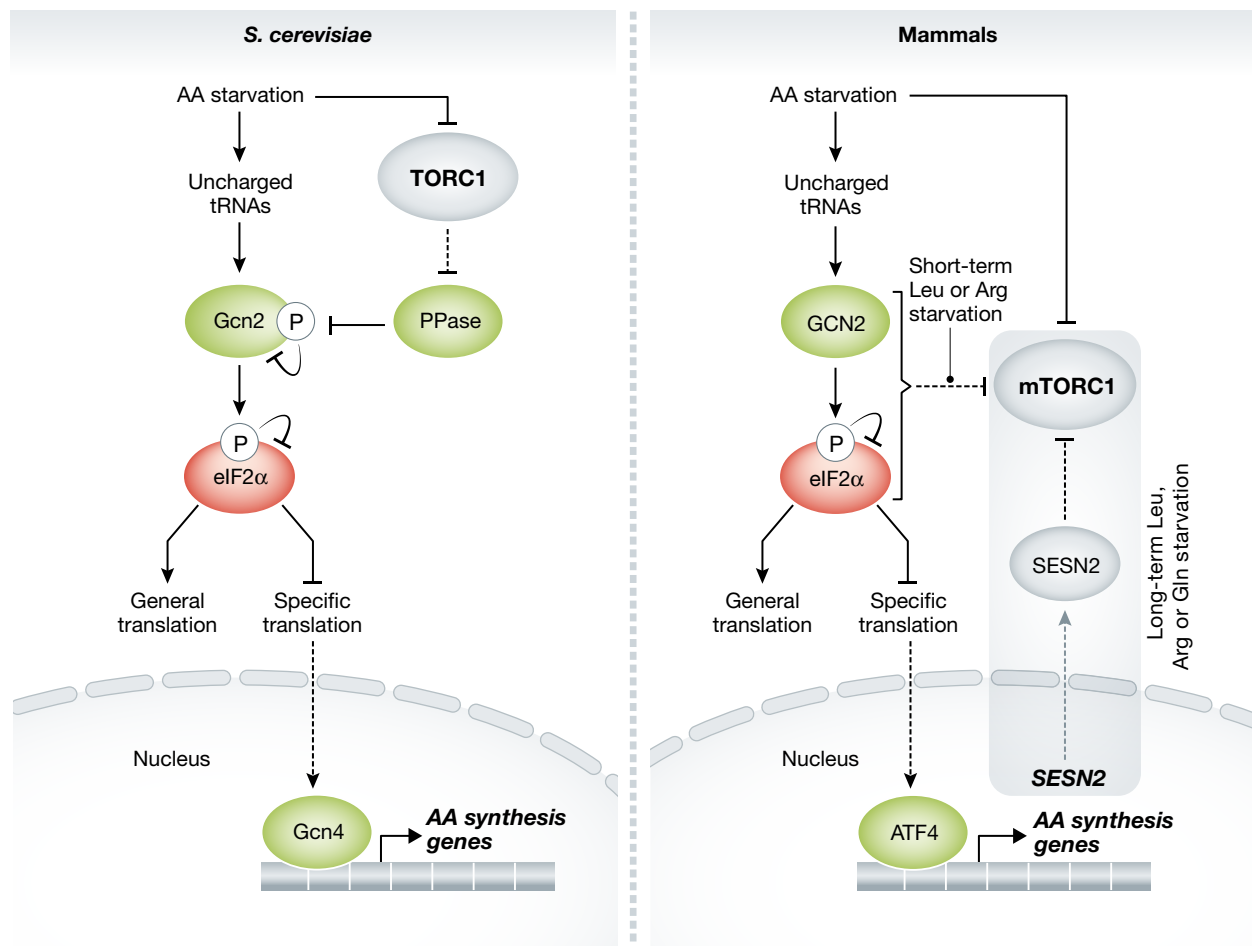 S. cerevisiae
AA starvation
TORC1
Uncharged
tRNAs
Gcn2
P
PPase
P
eIF2α
General
translation
Specific
translation
Nucleus
Gcn4
AA synthesis
genes
Mammals
AA starvation
Uncharged
tRNAs
Short-term
Leu or Arg
starvation
GCN2
mTORC1
P
eIF2α
SESN2
Long-term Leu,
Arg or Gln starvation
General
translation
Specific
translation
Nucleus
SESN2
ATF4
AA synthesis
genes